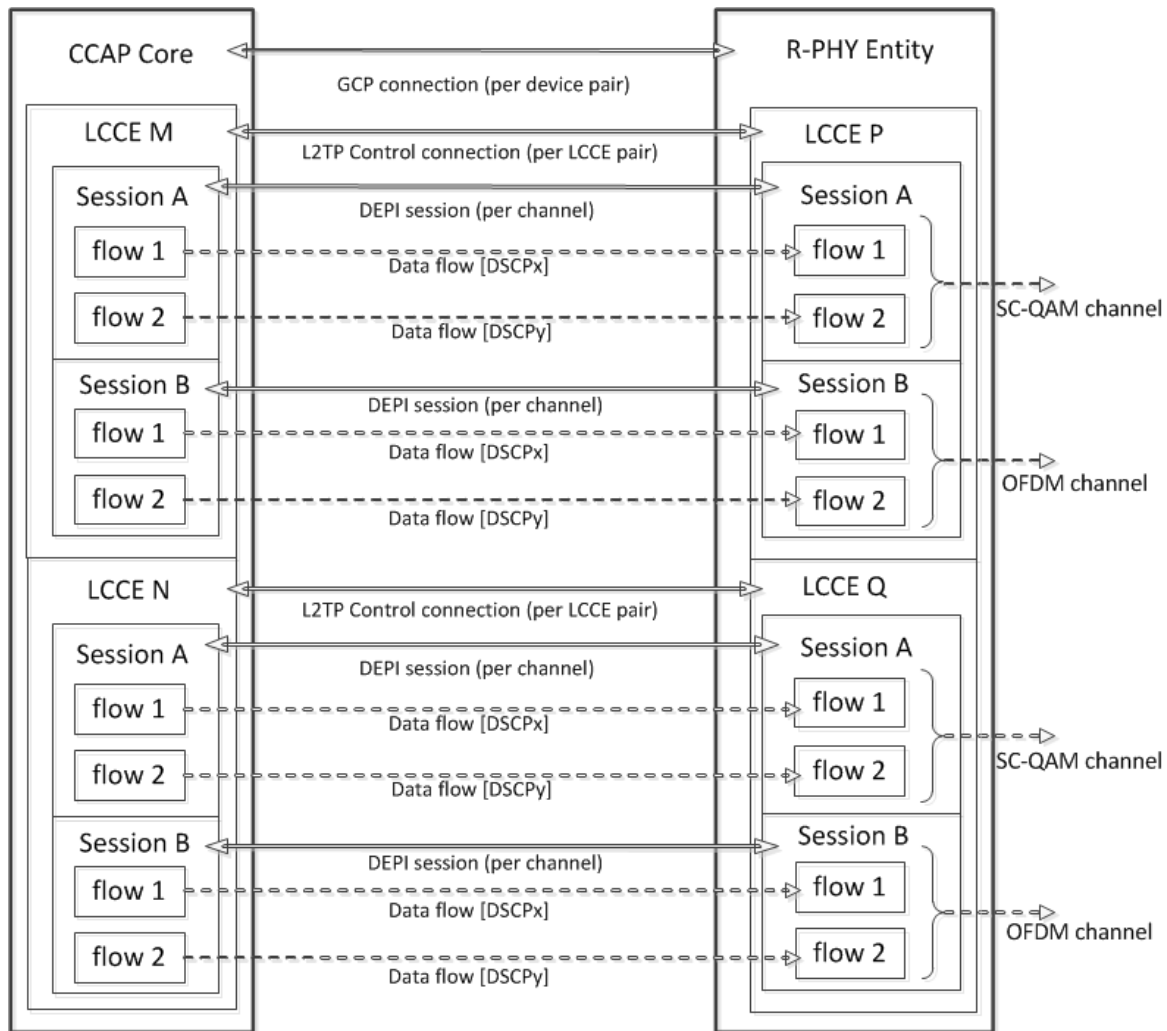 CCAP Core
R-PHY Entity
GCP connection (per device pair)
LCCE M
LCCE P
L2TP Control connection (per LCCE pair)
Session A
Session A
DEPI session (per channel)
flow 1
flow 1
Data flow [DSCPx]
SC-QAM channel
flow 2
flow 2
Data flow [DSCPy]
Session B
Session B
DEPI session (per channel)
flow 1
flow 1
Data flow [DSCPx]
OFDM channel
flow 2
flow 2
Data flow [DSCPy]
LCCE N
LCCE Q
L2TP Control connection (per LCCE pair)
Session A
Session A
DEPI session (per channel)
flow 1
flow 1
Data flow [DSCPx]
SC-QAM channel
flow 2
flow 2
Data flow [DSCPy]
Session B
Session B
DEPI session (per channel)
flow 1
flow 1
Data flow [DSCPx]
OFDM channel
flow 2
flow 2
Data flow [DSCPy]